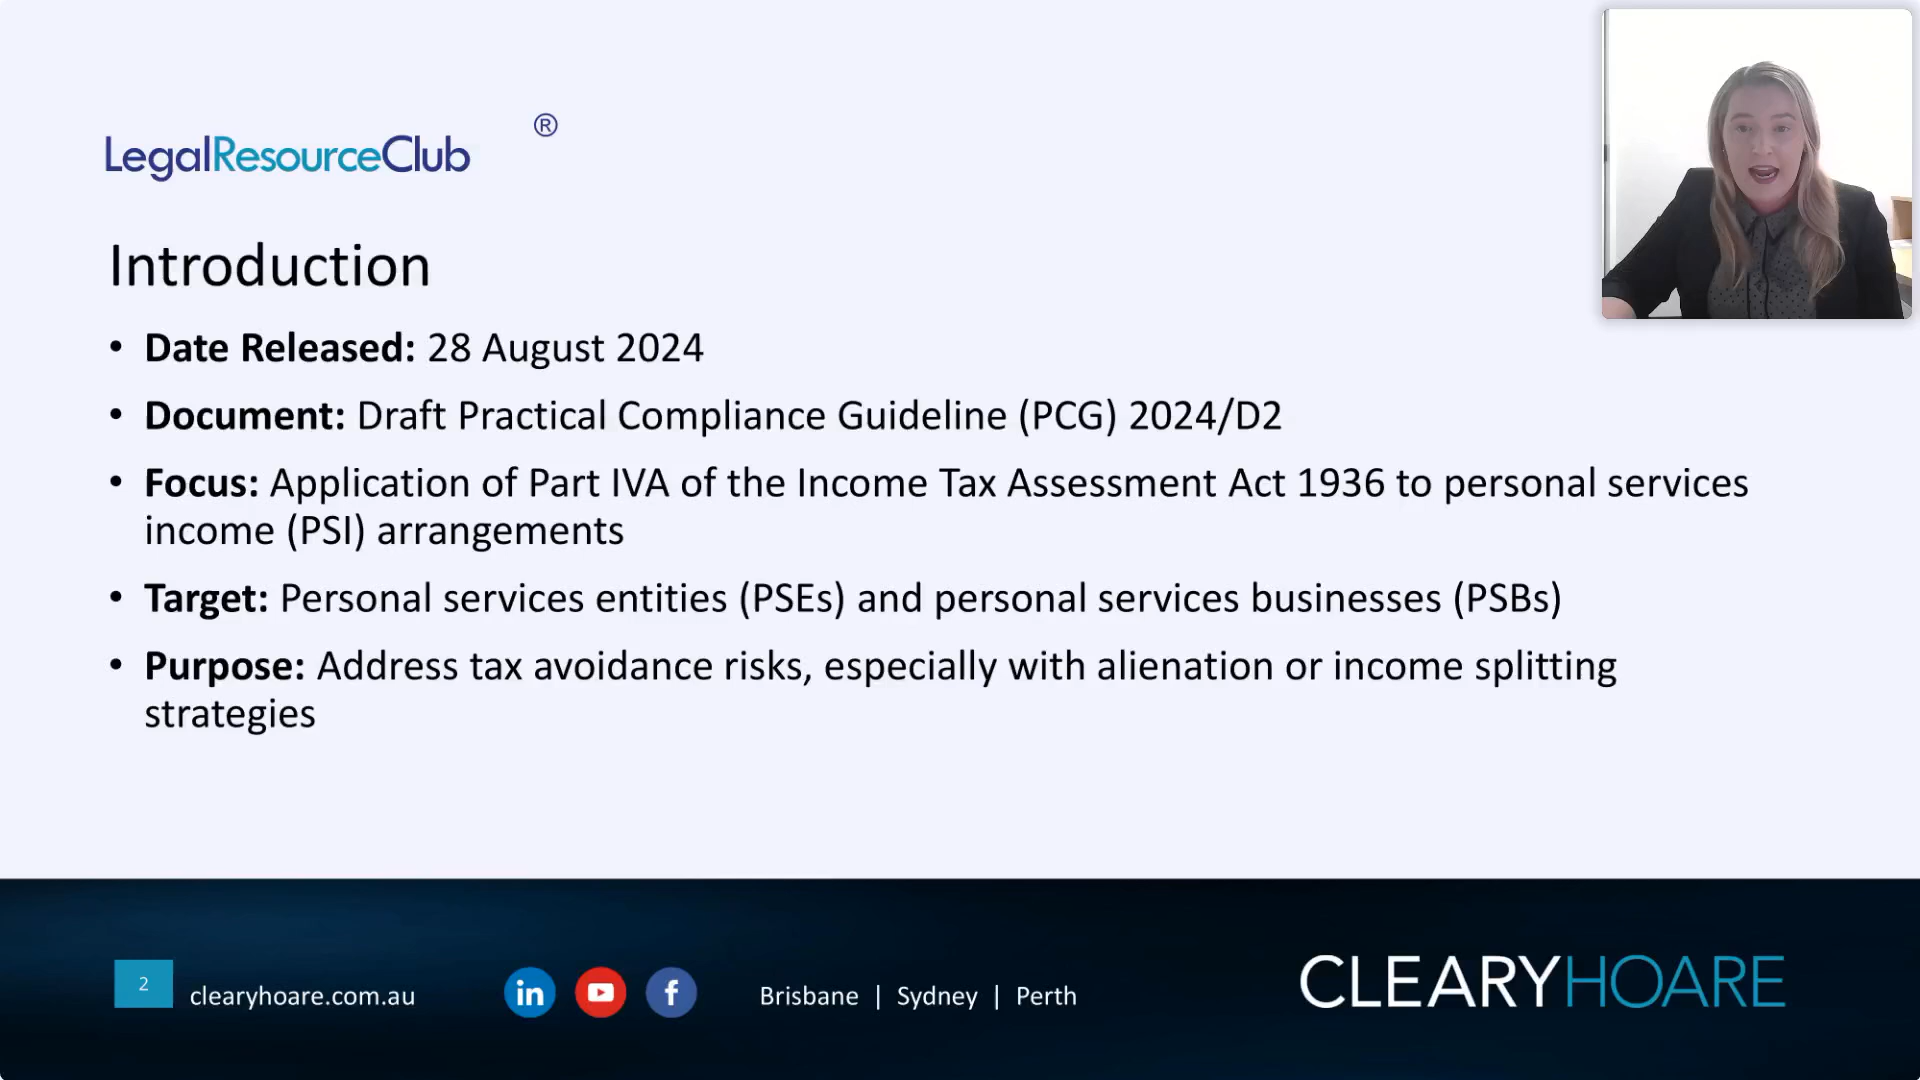 LegalResourceClub ®
Introduction
• Date Released: 28 August 2024
• Document: Draft Practical Compliance Guideline (PCG) 2024/D2
• Focus: Application of Part IVA of the Income Tax Assessment Act 1936 to personal services
income (PSI) arrangements
• Target: Personal services entities (PSEs) and personal services businesses (PSBs)
• Purpose: Address tax avoidance risks, especially with alienation or income splitting
strategies
2 clearyhoare.com.au in f Brisbane | Sydney | Perth CLEARYHOARE